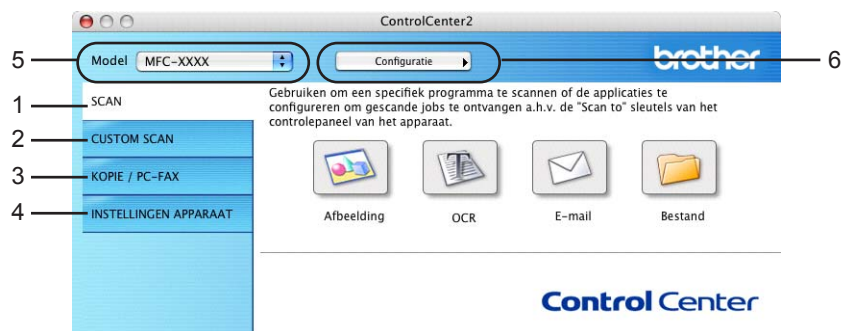 ControlCenter2
5
Model
MFC-XXXX
Configuratie
brother
6
1
SCAN
Gebruiken om een specifiek programma te scannen of de applicaties te
configureren om gescande jobs te ontvangen a.h.v. de "Scan to" sleutels van het
controlepaneel van het apparaat.
2
CUSTOM SCAN
3
KOPIE / PC-FAX
4
INSTELLINGEN APPARAAT
T
Afbeelding
OCR
E-mail
Bestand
Control Center